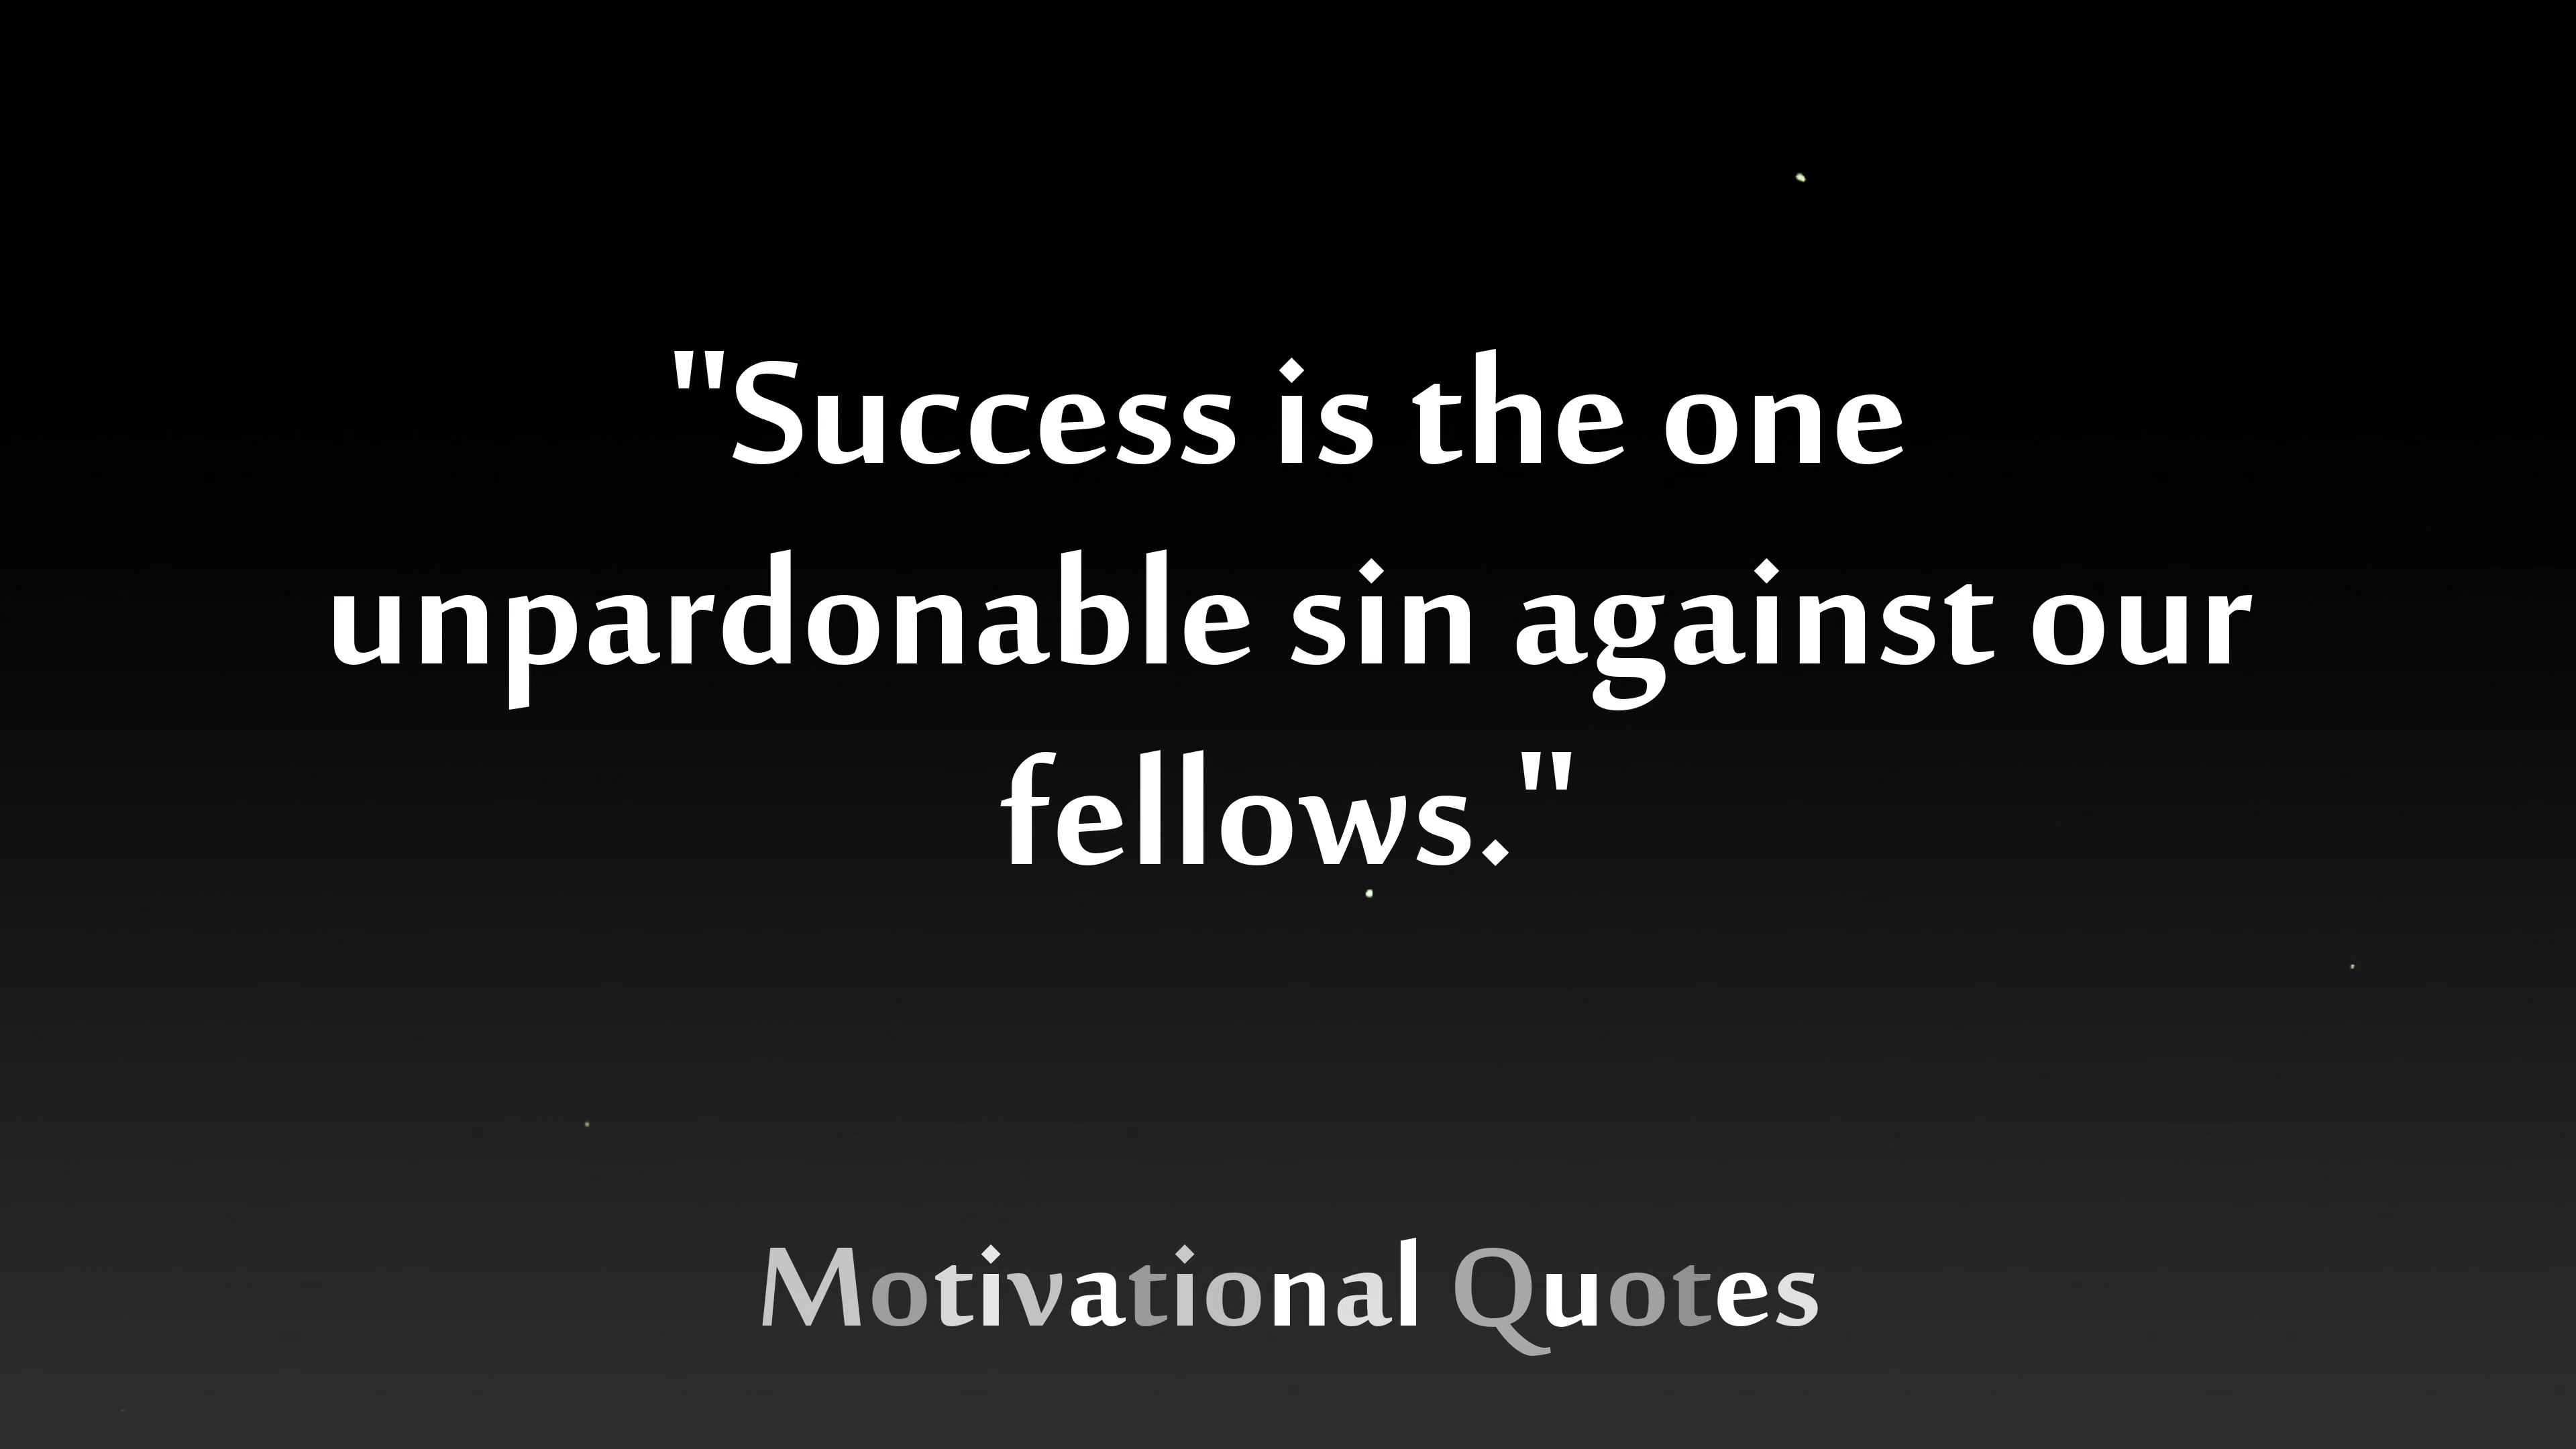 "Success is the one
unpardonable sin against our
fellows."
Motivational Quotes